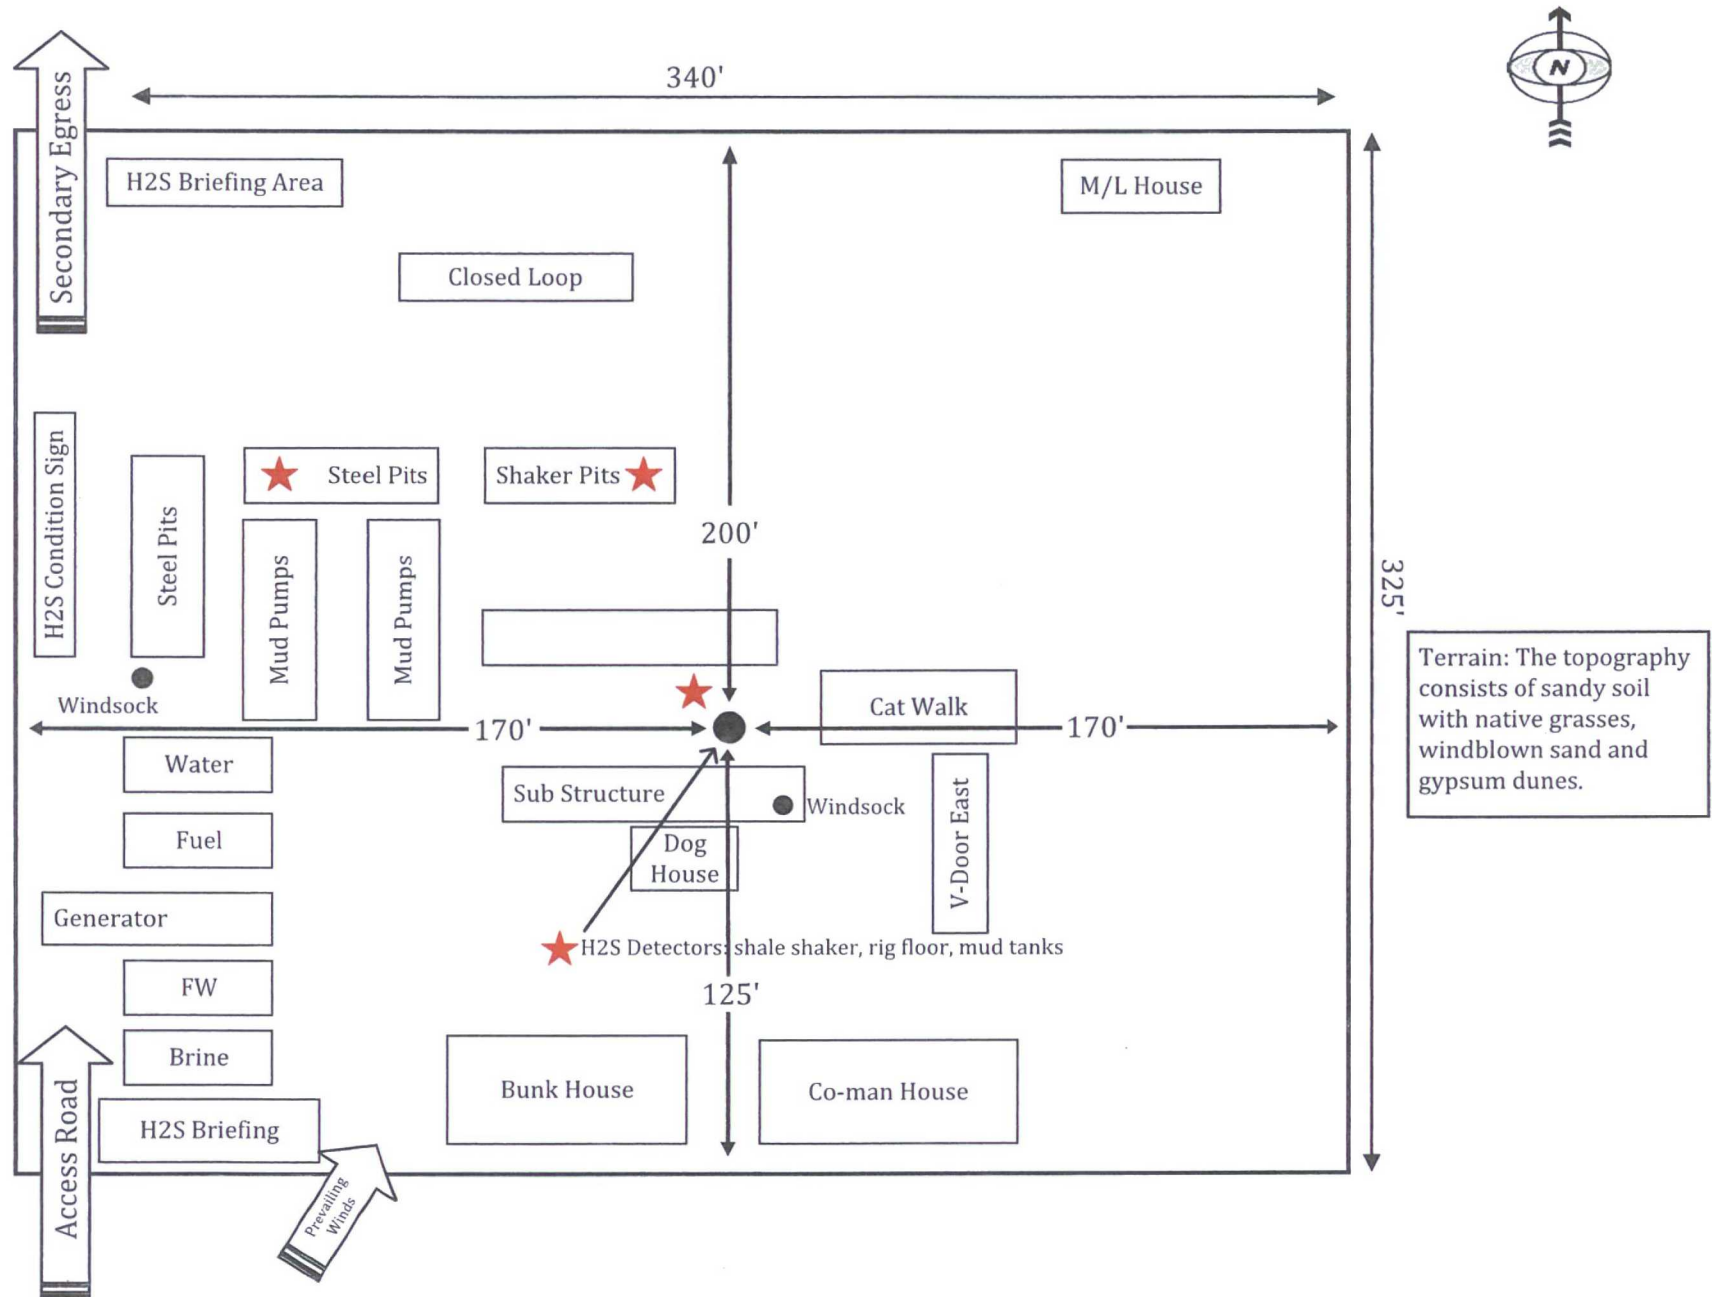 340'
N
Secondary Egress
H2S Briefing Area
M/L House
Closed Loop
H2S Condition Sign
Steel Pits
Steel Pits
Shaker Pits
Mud Pumps
Mud Pumps
200'
325'
Windsock
170'
Cat Walk
170'
Terrain: The topography
consists of sandy soil
with native grasses,
windblown sand and
gypsum dunes.
Water
Sub Structure
Windsock
Fuel
Dog
House
V-Door East
Generator
H2S Detectors: shale shaker, rig floor, mud tanks
FW
125'
Brine
Bunk House
Co-man House
H2S Briefing
Access Road
Prevailing
Winds